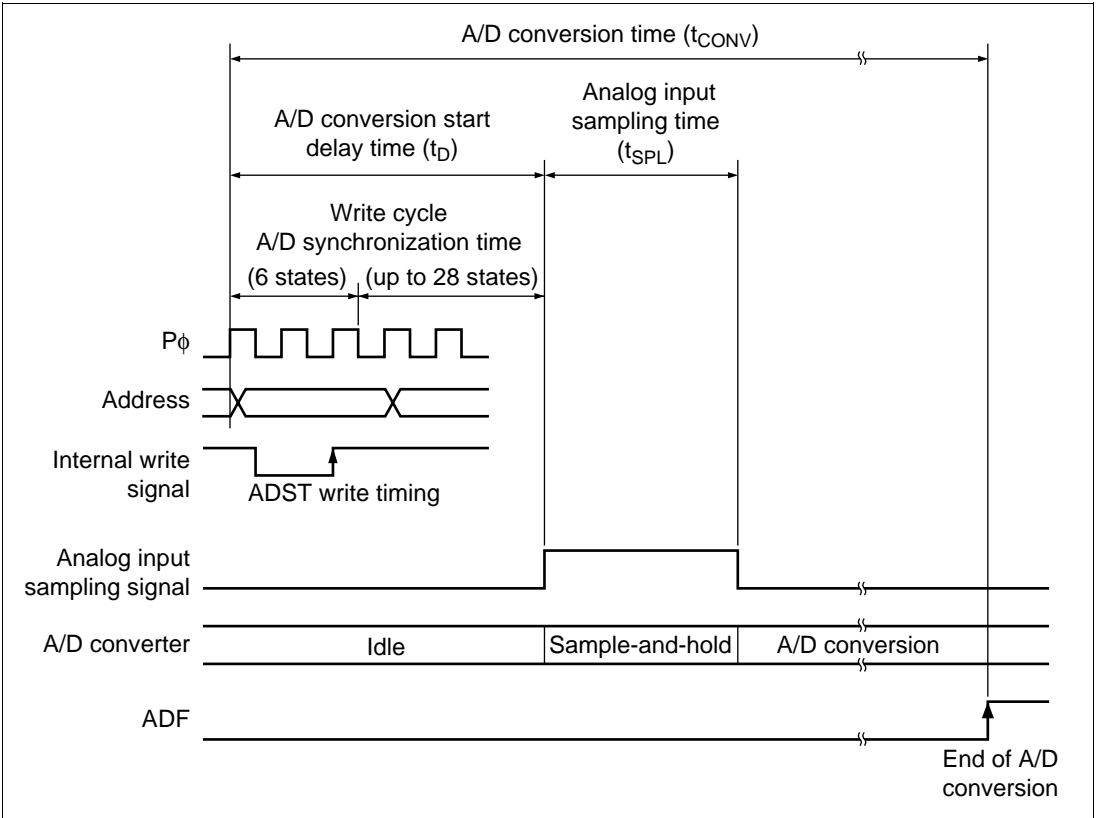 A/D conversion time (tCONV)
Analog input
sampling time
(tSPL)
A/D conversion start
delay time (tD)
Write cycle
A/D synchronization time
(6 states) (up to 28 states)
Pϕ
Address
Internal write
signal
ADST write timing
Analog input
sampling signal
A/D converter Idle Sample-and-hold A/D conversion
ADF
End of A/D
conversion